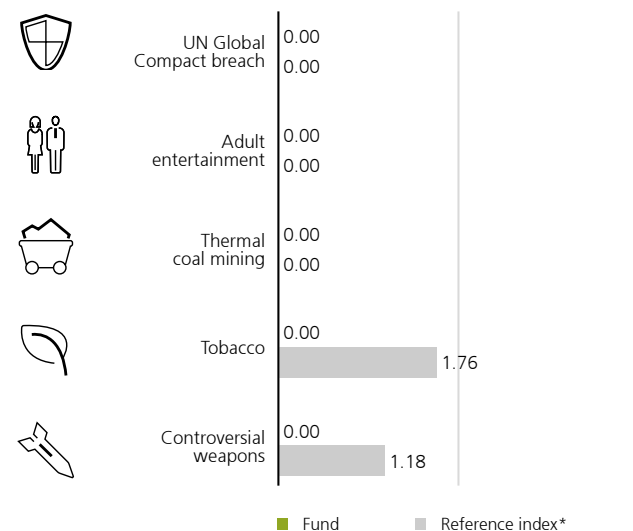 UN Global
Compact breach
0.00
0.00
Adult
entertainment
0.00
0.00
Thermal
coal mining
0.00
0.00
Tobacco
0.00
1.76
Controversial
weapons
0.00
1.18
Fund
Reference index*